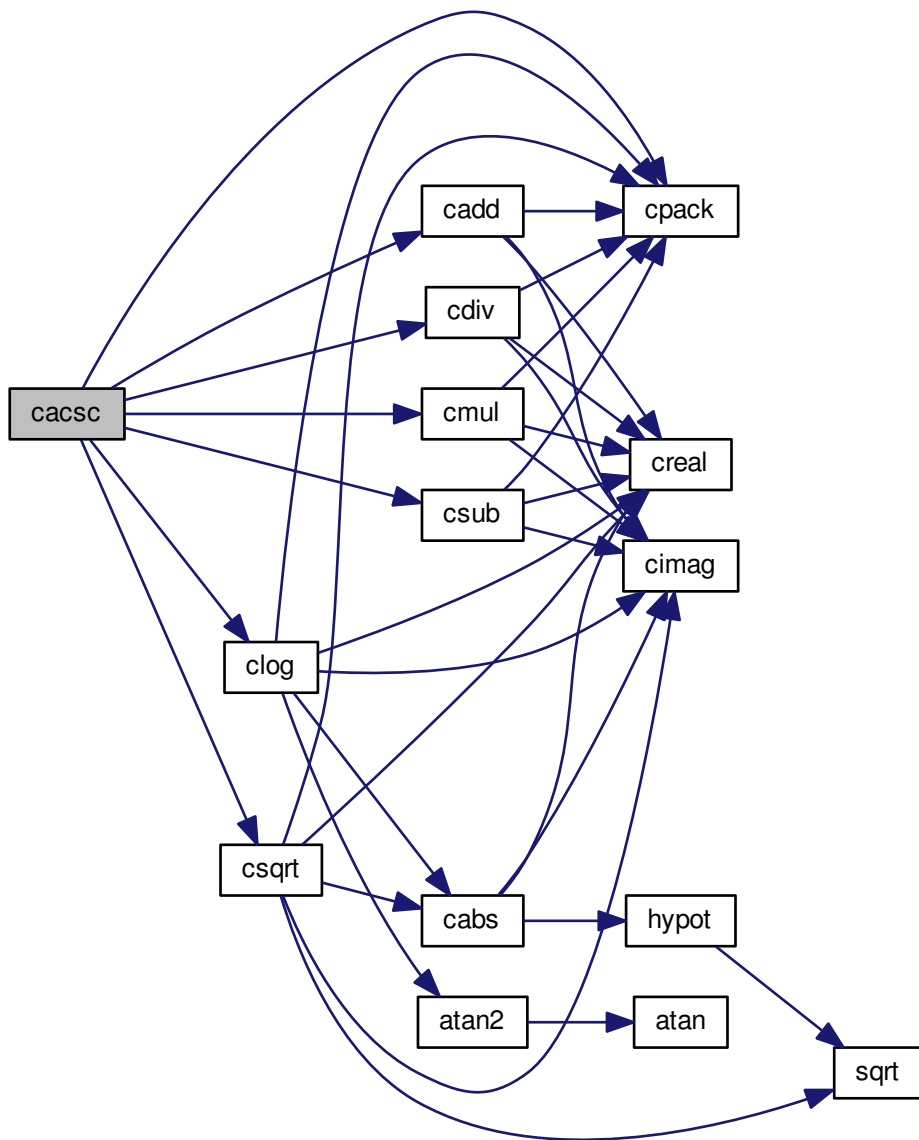 cadd
cpack
cdiv
cacsc
cmul
creal
csub
cimag
clog
csqrt
cabs
hypot
atan2
atan
sqrt